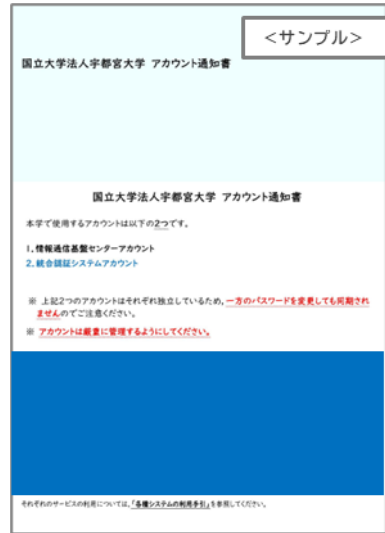 <サンプル>
国立大学法人宇都宮大学 アカウント通知書
国立大学法人宇都宮大学 アカウント通知書
本学で使用するアカウントは以下の2つです。
1.情報通信基盤センターアカウント
2.統合認証システムアカウント
※ 上記2つのアカウントはそれぞれ独立しているため,一方のパスワードを変更しても同期され
ませんのでご注意ください。
※ アカウントは厳重に管理するようにしてください。
それぞれのサービスの利用については,「各種システムの利用手引」を参照してください。